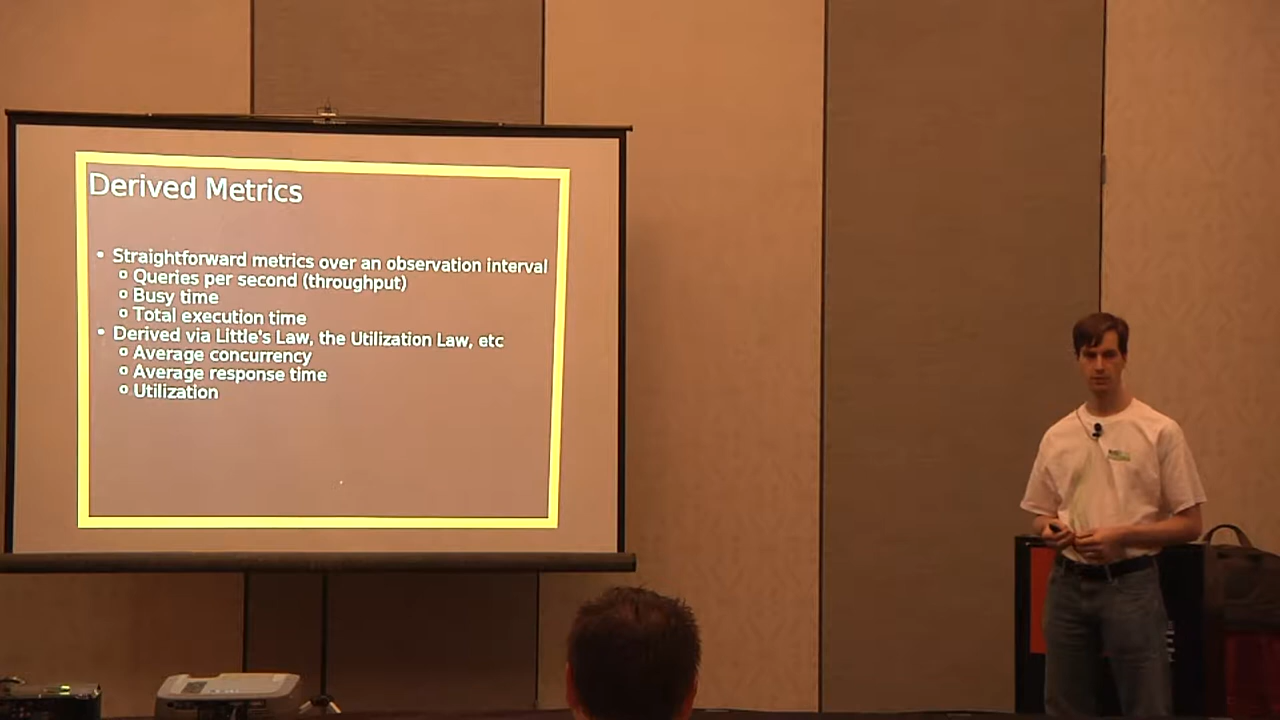 Derived Metrics
• Straightforward metrics over an observation interval
o Queries per second (throughput)
o Busy time
o Total execution time
• Derived via Little's Law, the Utilization Law, etc
o Average concurrency
o Average response time
o Utilization